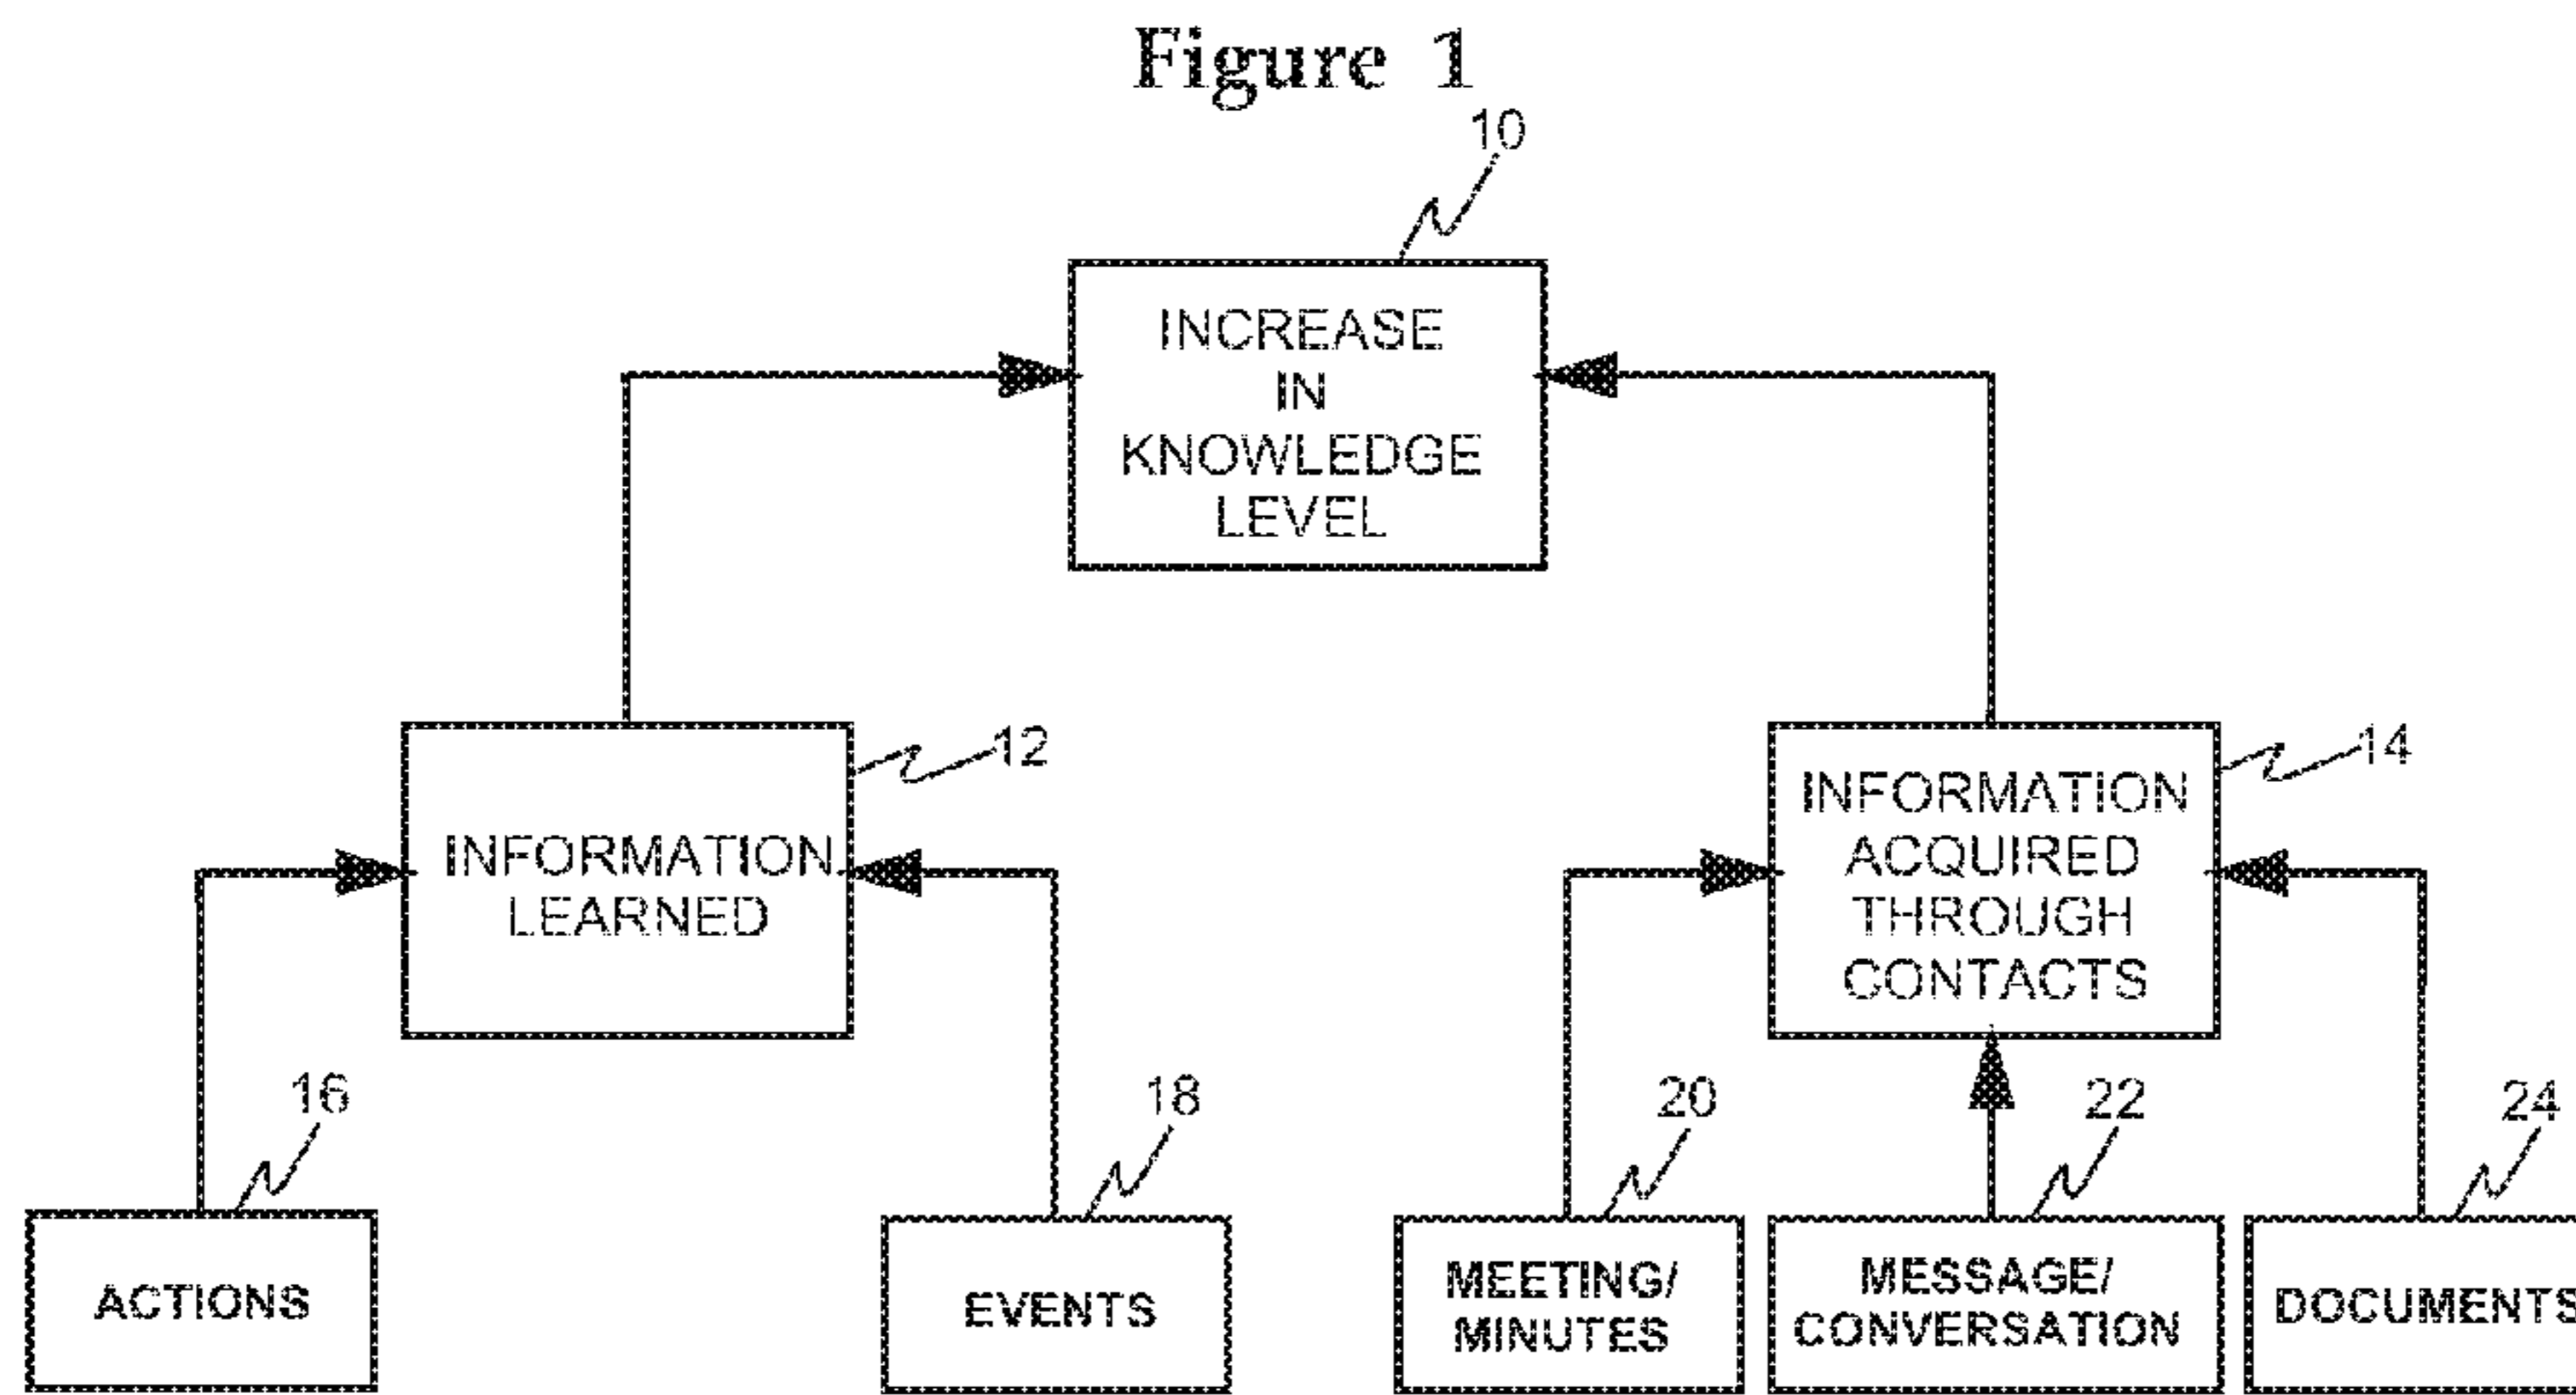 Figure 1
10
INCREASE
IN
KNOWLEDGE
LEVEL
12
INFORMATION
LEARNED
14
INFORMATION
ACQUIRED
THROUGH
CONTACTS
16
ACTIONS
18
EVENTS
20
MEETING/
MINUTES
22
MESSAGE/
CONVERSATION
24
DOCUMENTS